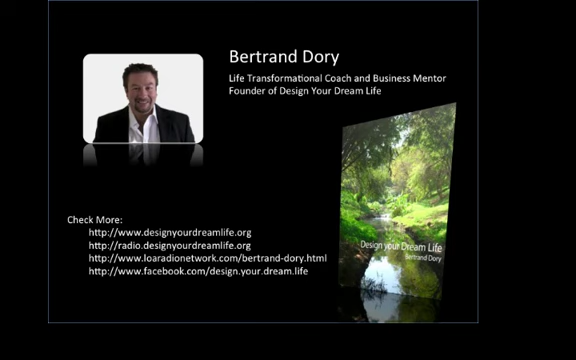 Bertrand Dory
Life Transformational Coach and Business Mentor
Founder of Design Your Dream Life
Design your Dream Life
Bertrand Dory
Check More:
http://www.designyourdreamlife.org
http://radio.designyourdreamlife.org
http://www.loaradionetwork.com/bertrand-dory.html
http://www.facebook.com/design.your.dream.life